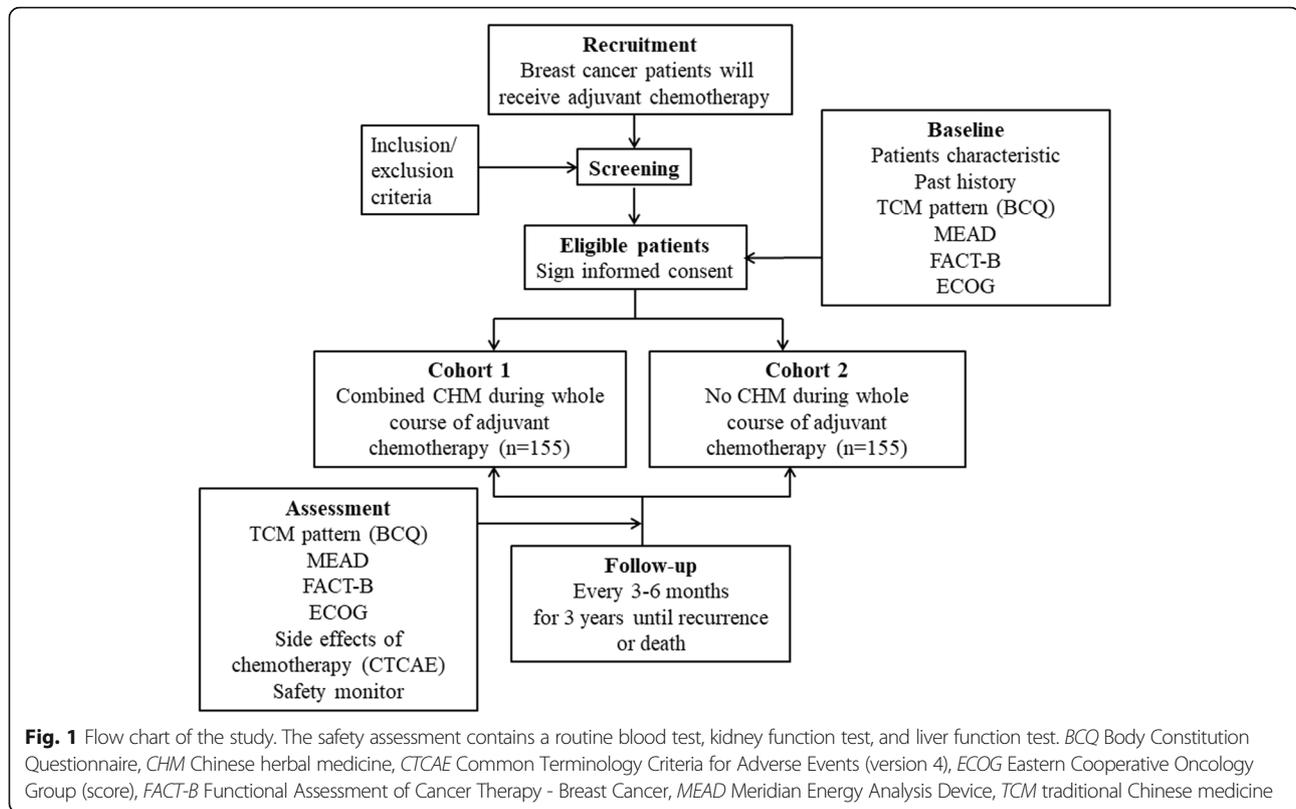 Recruitment
Breast cancer patients will
receive adjuvant chemotherapy
Inclusion/
exclusion
criteria
Screening
Baseline
Patients characteristic
Past history
TCM pattern (BCQ)
MEAD
FACT-B
ECOG
Eligible patients
Sign informed consent
Cohort 1
Combined CHM during whole
course of adjuvant
chemotherapy (n=155)
Cohort 2
No CHM during whole
course of adjuvant
chemotherapy (n=155)
Assessment
TCM pattern (BCQ)
MEAD
FACT-B
ECOG
Side effects of
chemotherapy (CTCAE)
Safety monitor
Follow-up
Every 3-6 months
for 3 years until recurrence
or death
Fig. 1 Flow chart of the study. The safety assessment contains a routine blood test, kidney function test, and liver function test. BCQ Body Constitution
Questionnaire, CHM Chinese herbal medicine, CTCAE Common Terminology Criteria for Adverse Events (version 4), ECOG Eastern Cooperative Oncology
Group (score), FACT-B Functional Assessment of Cancer Therapy - Breast Cancer, MEAD Meridian Energy Analysis Device, TCM traditional Chinese medicine